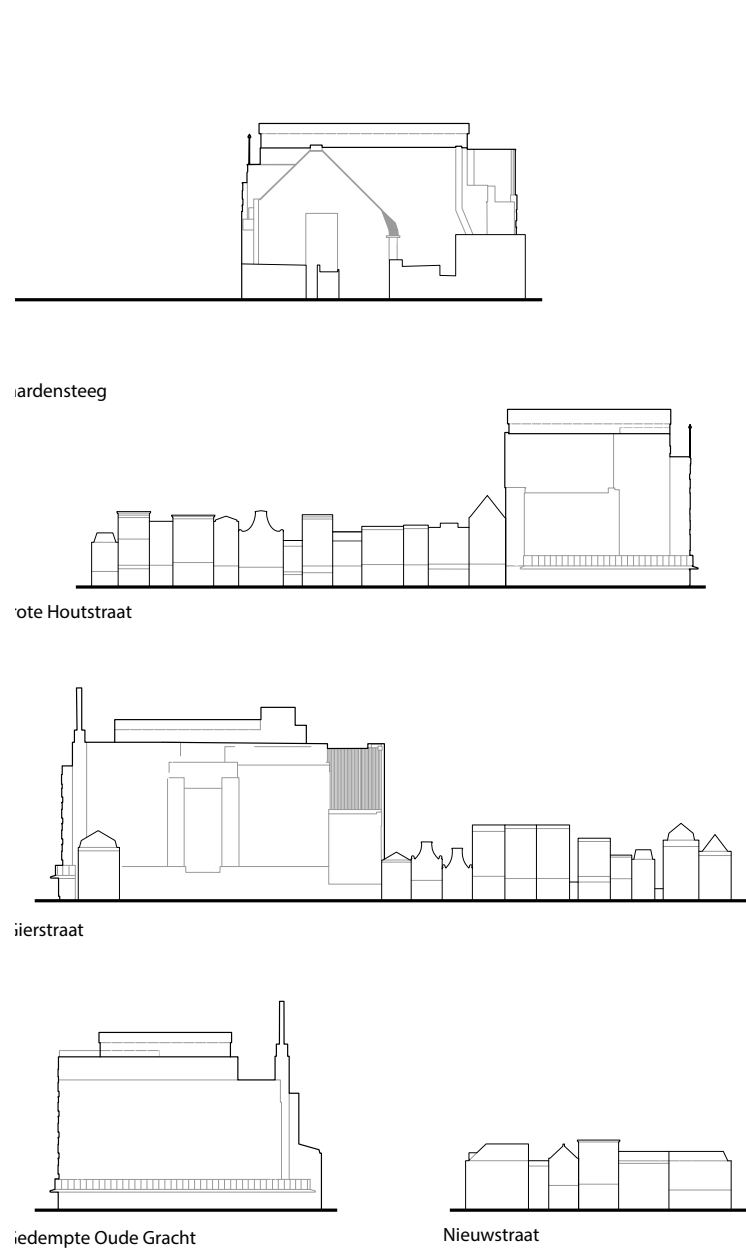 ardensteeg
rote Houtstraat
ierstraat
edempte Oude Gracht
Nieuwstraat